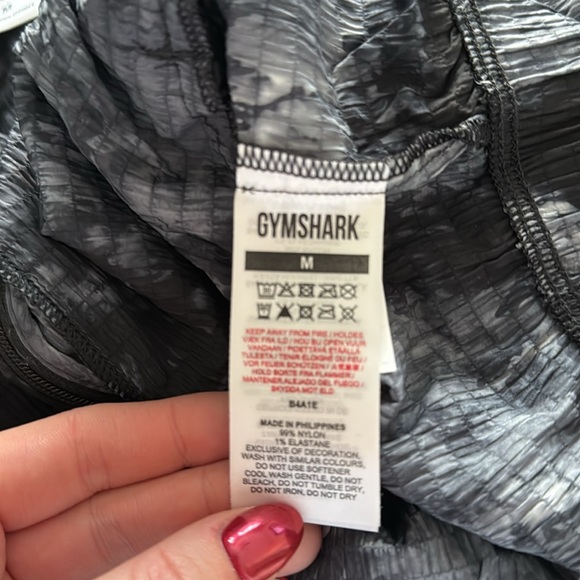 GYMSHARK
M
KEEP AWAY FROM FIRE / HOLDES
VÆK FRA ILD / HOU BIJ OPEN VUUR
VANDAAN / PIDETTÄVÄ ETÄÄLLÄ
TULESTA / TENIR ÉLOIGNÉ DU FEU /
VOR FEUER SCHÜTZEN /
HOLD BORTE FRA FLAMMER /
MANTENER ALEJADO DEL FUEGO /
SKYDDA MOT ELD
B4A1E
MADE IN PHILIPPINES
99% NYLON
1% ELASTANE
EXCLUSIVE OF DECORATION.
WASH WITH SIMILAR COLOURS,
DO NOT USE SOFTENER
COOL WASH GENTLE, DO NOT
BLEACH, DO NOT TUMBLE DRY,
DO NOT IRON, DO NOT DRY